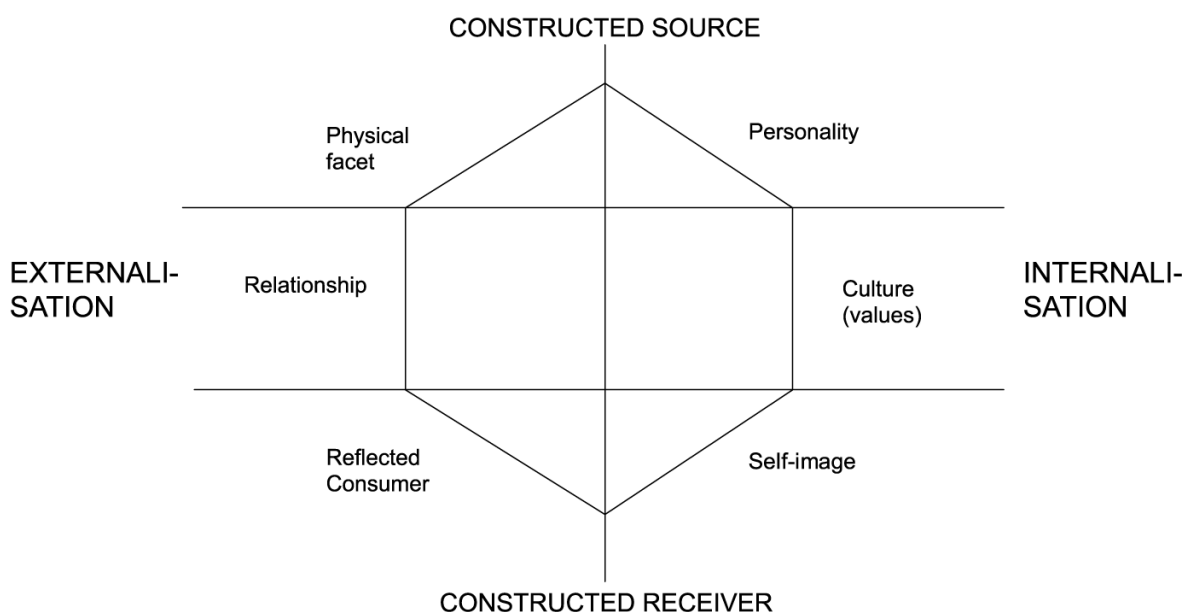 CONSTRUCTED SOURCE
Physical
facet
Personality
EXTERNALI-
SATION
Relationship
Culture
(values)
INTERNALI-
SATION
Reflected
Consumer
Self-image
CONSTRUCTED RECEIVER